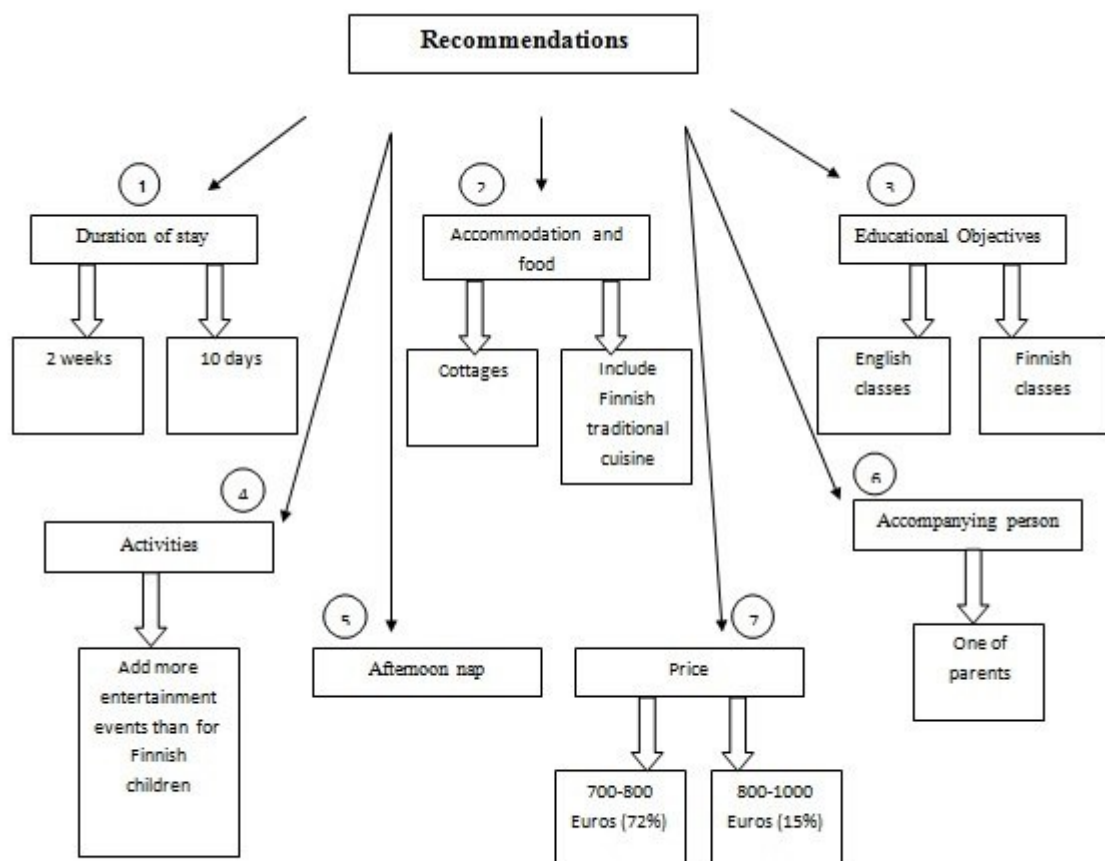 Recommendations
1
Duration of stay
2 weeks
10 days
2
Accommodation and
food
Cottages
Include
Finnish
traditional
cuisine
3
Educational Objectives
English
classes
Finnish
classes
4
Activities
Add more
entertainment
events than for
Finnish
children
5
Afternoon nap
7
Price
700-800
Euros (72%)
800-1000
Euros (15%)
6
Accompanying person
One of
parents